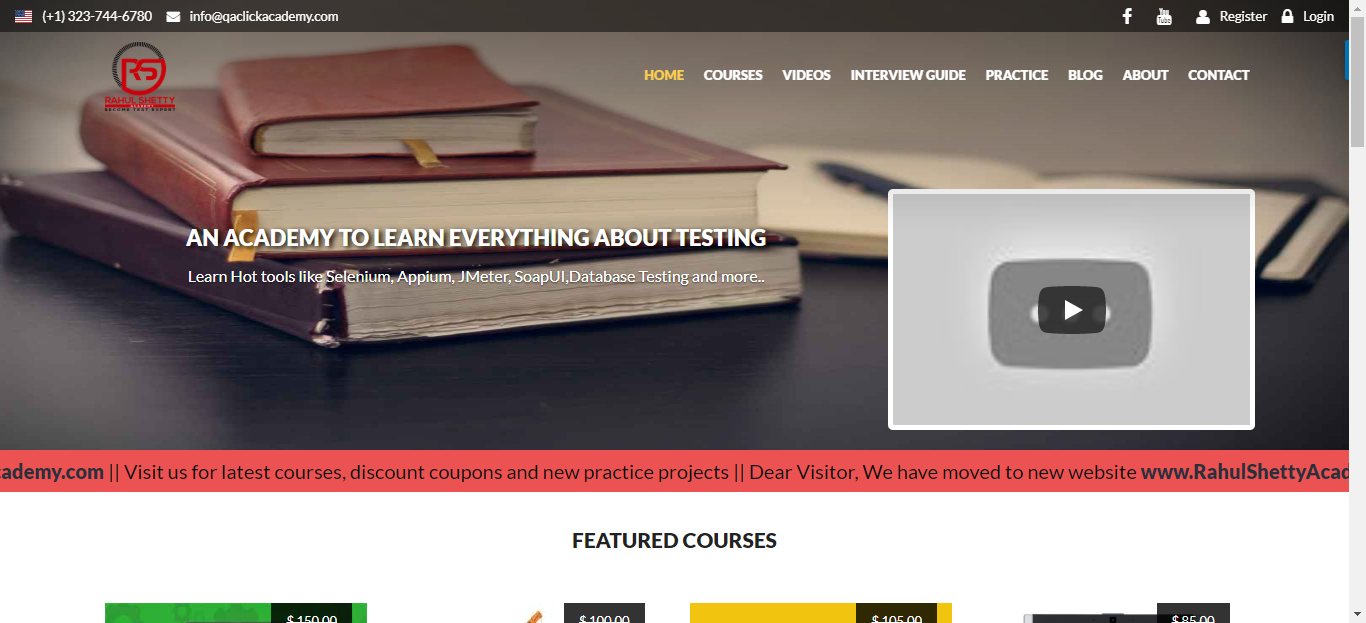 (+1) 323-744-6780 info@qaclickacademy.com Register Login
RS
RAHUL SHETTY
HOME COURSES VIDEOS INTERVIEW GUIDE PRACTICE BLOG ABOUT CONTACT
AN ACADEMY TO LEARN EVERYTHING ABOUT TESTING
Learn Hot tools like Selenium, Appium, JMeter, SoapUI,Database Testing and more..
ademy.com || Visit us for latest courses, discount coupons and new practice projects || Dear Visitor, We have moved to new website www.RahulShettyAcad
FEATURED COURSES
$ 150.00 $ 100.00 $ 105.00 $ 85.00